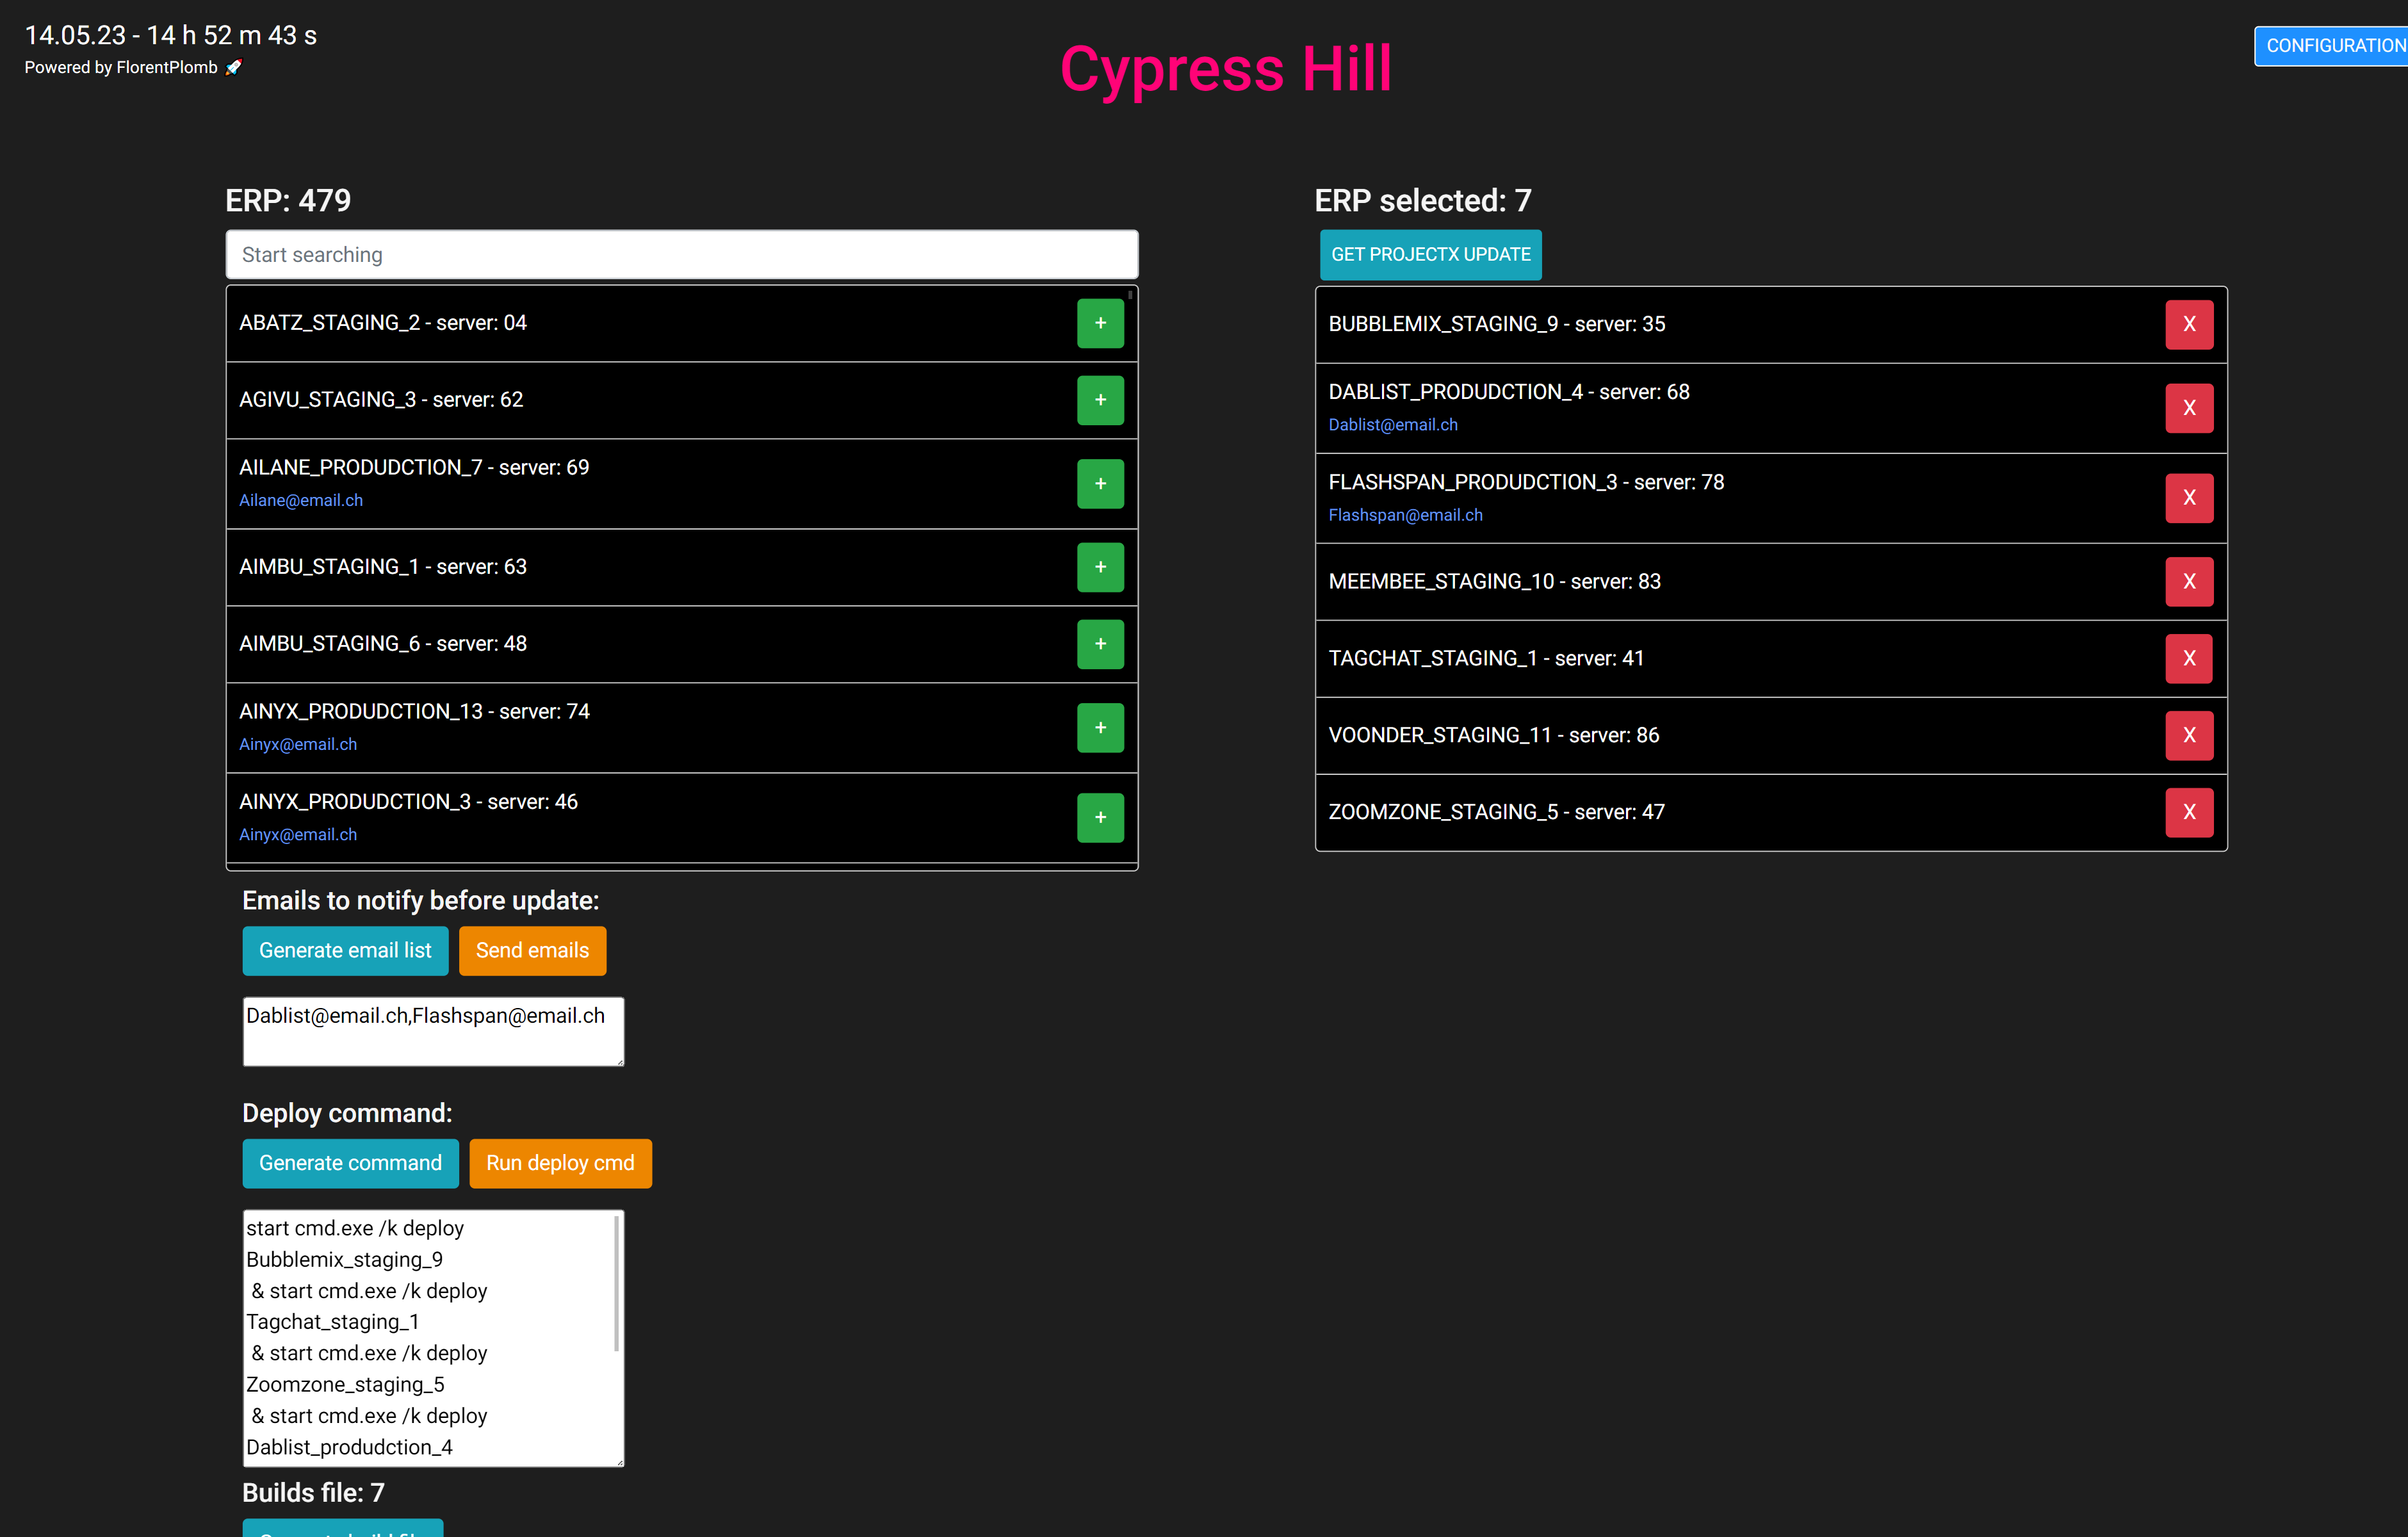 14.05.23 - 14 h 52 m 43 s
Powered by FlorentPlomb 🚀
Cypress Hill
CONFIGURATION
ERP: 479
Start searching
ABATZ_STAGING_2 - server: 04
+
AGIVU_STAGING_3 - server: 62
+
AILANE_PRODUDCTION_7 - server: 69
Ailane@email.ch
+
AIMBU_STAGING_1 - server: 63
+
AIMBU_STAGING_6 - server: 48
+
AINYX_PRODUDCTION_13 - server: 74
Ainyx@email.ch
+
AINYX_PRODUDCTION_3 - server: 46
Ainyx@email.ch
+
ERP selected: 7
GET PROJECTX UPDATE
BUBBLEMIX_STAGING_9 - server: 35
X
DABLIST_PRODUDCTION_4 - server: 68
Dablist@email.ch
X
FLASHSPAN_PRODUDCTION_3 - server: 78
Flashspan@email.ch
X
MEEMBEE_STAGING_10 - server: 83
X
TAGCHAT_STAGING_1 - server: 41
X
VOONDER_STAGING_11 - server: 86
X
ZOOMZONE_STAGING_5 - server: 47
X
Emails to notify before update:
Generate email list
Send emails
Dablist@email.ch,Flashspan@email.ch
Deploy command:
Generate command
Run deploy cmd
start cmd.exe /k deploy
Bubblemix_staging_9
& start cmd.exe /k deploy
Tagchat_staging_1
& start cmd.exe /k deploy
Zoomzone_staging_5
& start cmd.exe /k deploy
Dablist_produdction_4
Builds file: 7